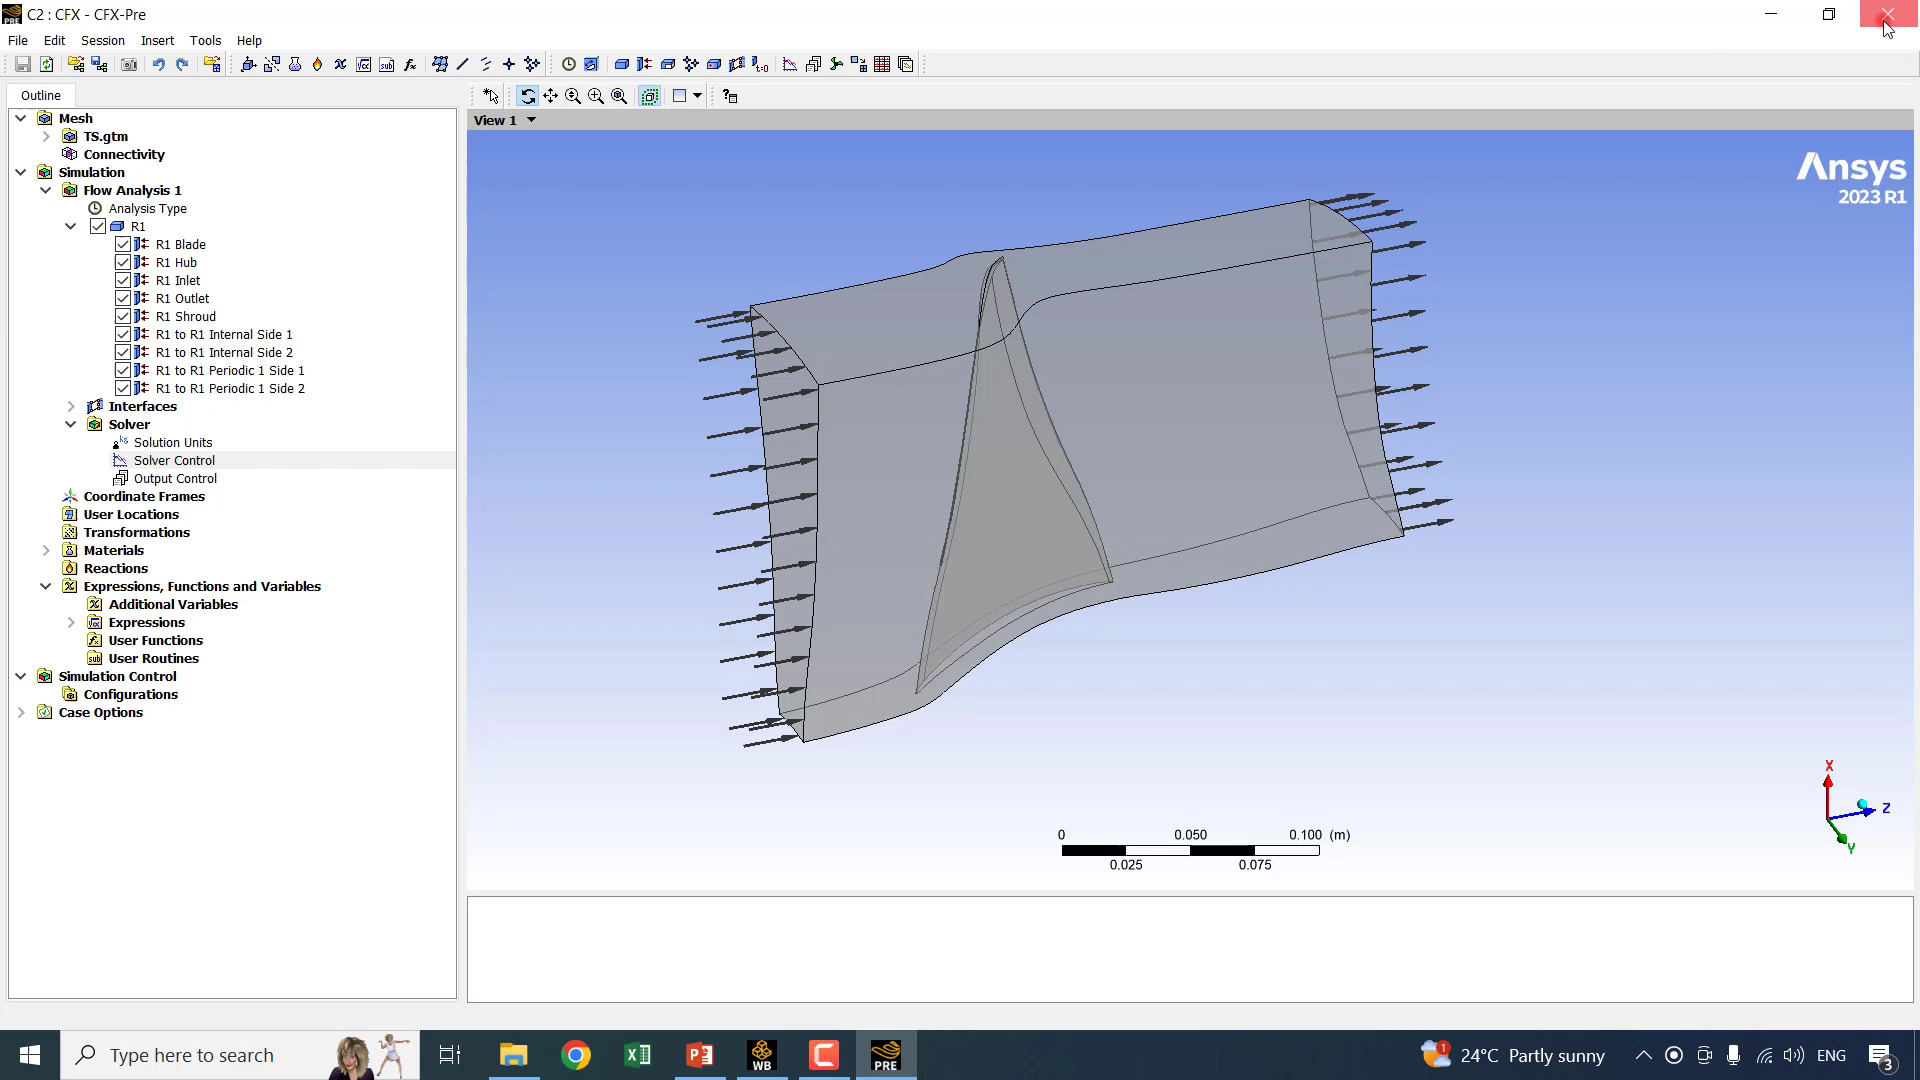 C2 : CFX - CFX-Pre
File Edit Session Insert Tools Help
Outline
Mesh
TS.gtm
Connectivity
Simulation
Flow Analysis 1
Analysis Type
R1
R1 Blade
R1 Hub
R1 Inlet
R1 Outlet
R1 Shroud
R1 to R1 Internal Side 1
R1 to R1 Internal Side 2
R1 to R1 Periodic 1 Side 1
R1 to R1 Periodic 1 Side 2
Interfaces
Solver
Solution Units
Solver Control
Output Control
Coordinate Frames
User Locations
Transformations
Materials
Reactions
Expressions, Functions and Variables
Additional Variables
Expressions
User Functions
User Routines
Simulation Control
Configurations
Case Options
View 1
Ansys
2023 R1
X
Z
Y
0 0.050 0.100 (m)
0.025 0.075
Type here to search
WB
PRE
1
24°C Partly sunny
ENG
3